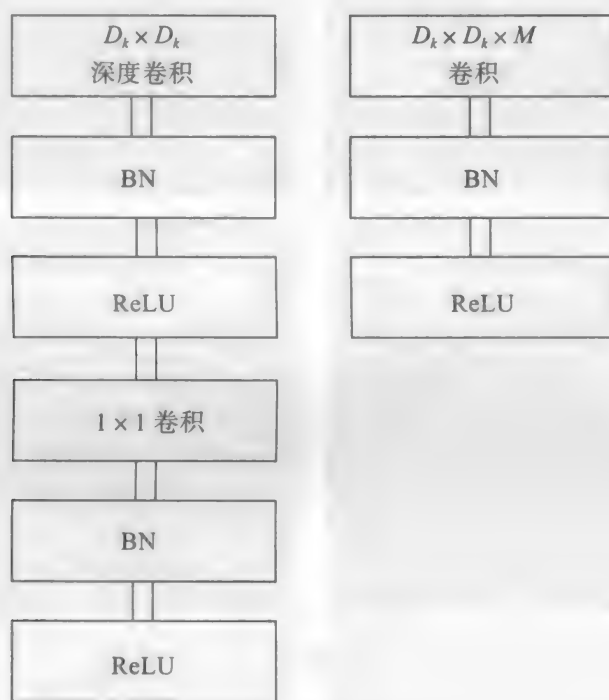 D_k × D_k
深度卷积
BN
ReLU
1 × 1 卷积
BN
ReLU
D_k × D_k × M
卷积
BN
ReLU